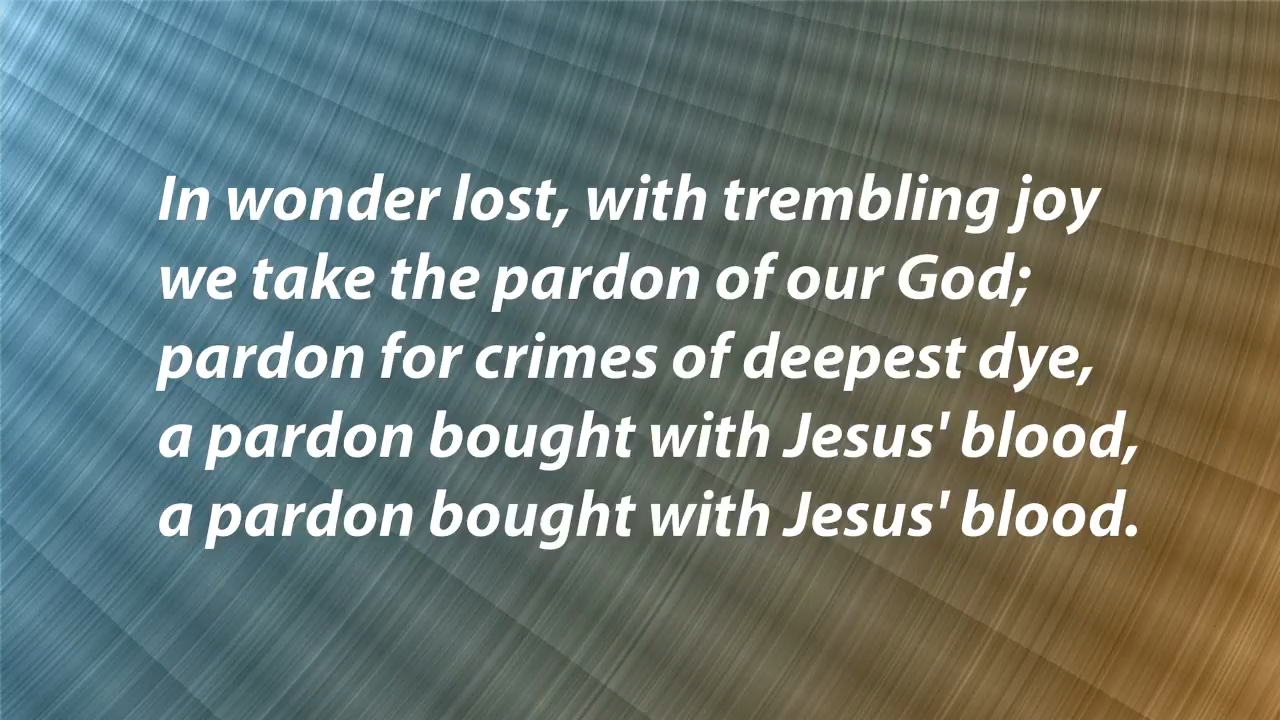 In wonder lost, with trembling joy
we take the pardon of our God;
pardon for crimes of deepest dye,
a pardon bought with Jesus' blood,
a pardon bought with Jesus' blood.